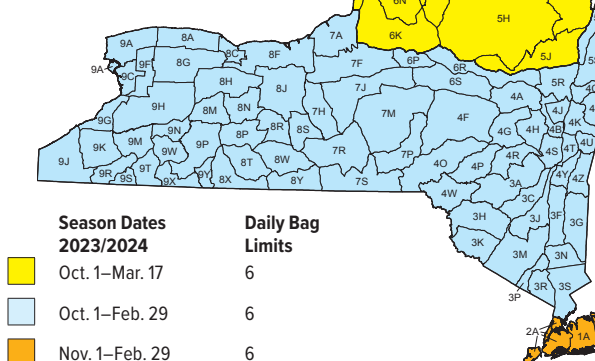 6N
5H
6K
5J
9A
8A
7A
8C
8F
9A
9F
8G
7F
6P
6R
9C
8H
8J
7J
6S
5R
4A
9H
8M
8N
7H
7M
4F
4J
4K
9G
9N
8P
8R
8S
4G
4H
4B
9K
9M
9W
9P
7R
4S
4T
4U
9J
9T
8T
8W
7P
4O
4P
4R
9R
9S
9X
9Y
8X
8Y
7S
4W
3A
4Y
4Z
3C
3H
3J
3F
3G
3K
3M
3N
3P
3R
3S
2A
1A
Season Dates
2023/2024
Daily Bag
Limits
Oct. 1–Mar. 17 6
Oct. 1–Feb. 29 6
Nov. 1–Feb. 29 6